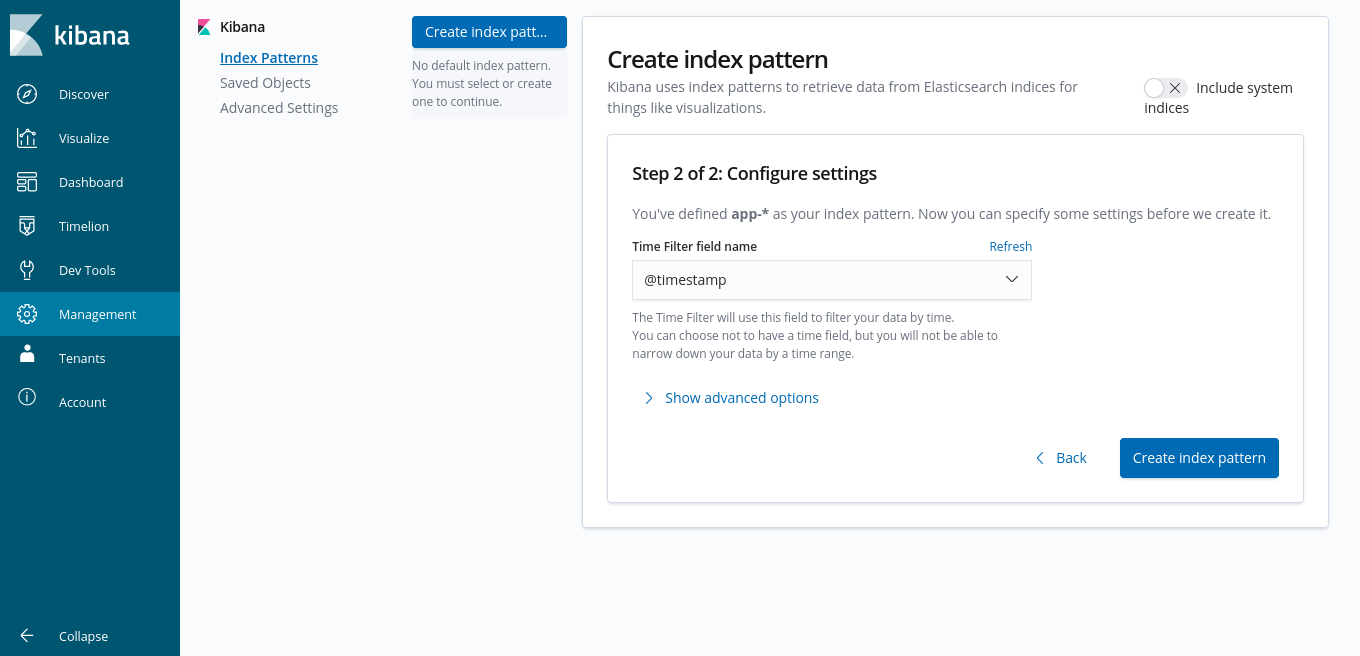 kibana
Discover
Visualize
Dashboard
Timelion
Dev Tools
Management
Tenants
Account
Collapse
Kibana
Index Patterns
Saved Objects
Advanced Settings
Create index patt...
No default index pattern.
You must select or create
one to continue.
Create index pattern
Kibana uses index patterns to retrieve data from Elasticsearch indices for
things like visualizations.
Include system
indices
Step 2 of 2: Configure settings
You've defined app-* as your index pattern. Now you can specify some settings before we create it.
Time Filter field name Refresh
@timestamp
The Time Filter will use this field to filter your data by time.
You can choose not to have a time field, but you will not be able to
narrow down your data by a time range.
Show advanced options
Back
Create index pattern